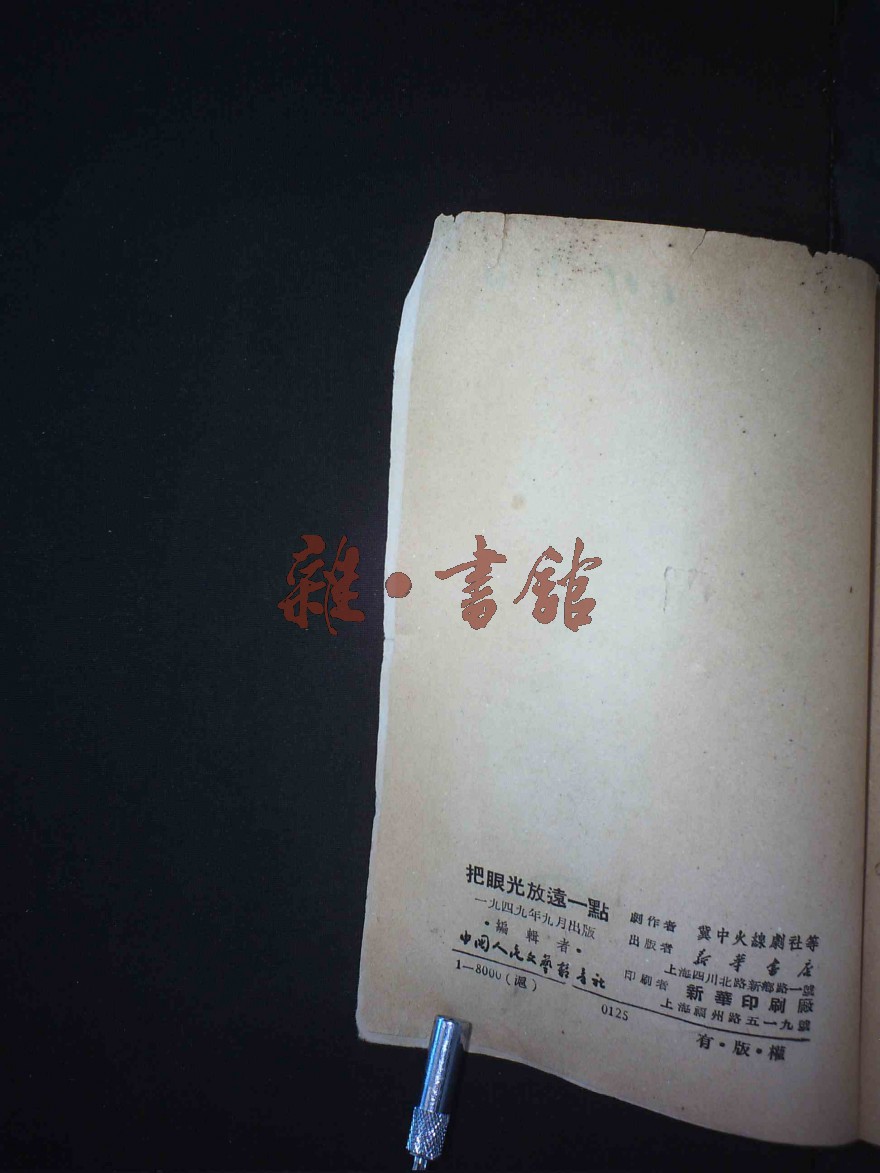 雜·書館
把眼光放遠一點
一九四九年九月出版
·編輯者·
中國人民文藝叢書社
1—8000(滬)
劇作者 冀中火線劇社等
出版者 新華書店
上海四川北路新鄉路一號
印刷者 新華印刷廠
上海福州路五一九號
0125
有·版·權